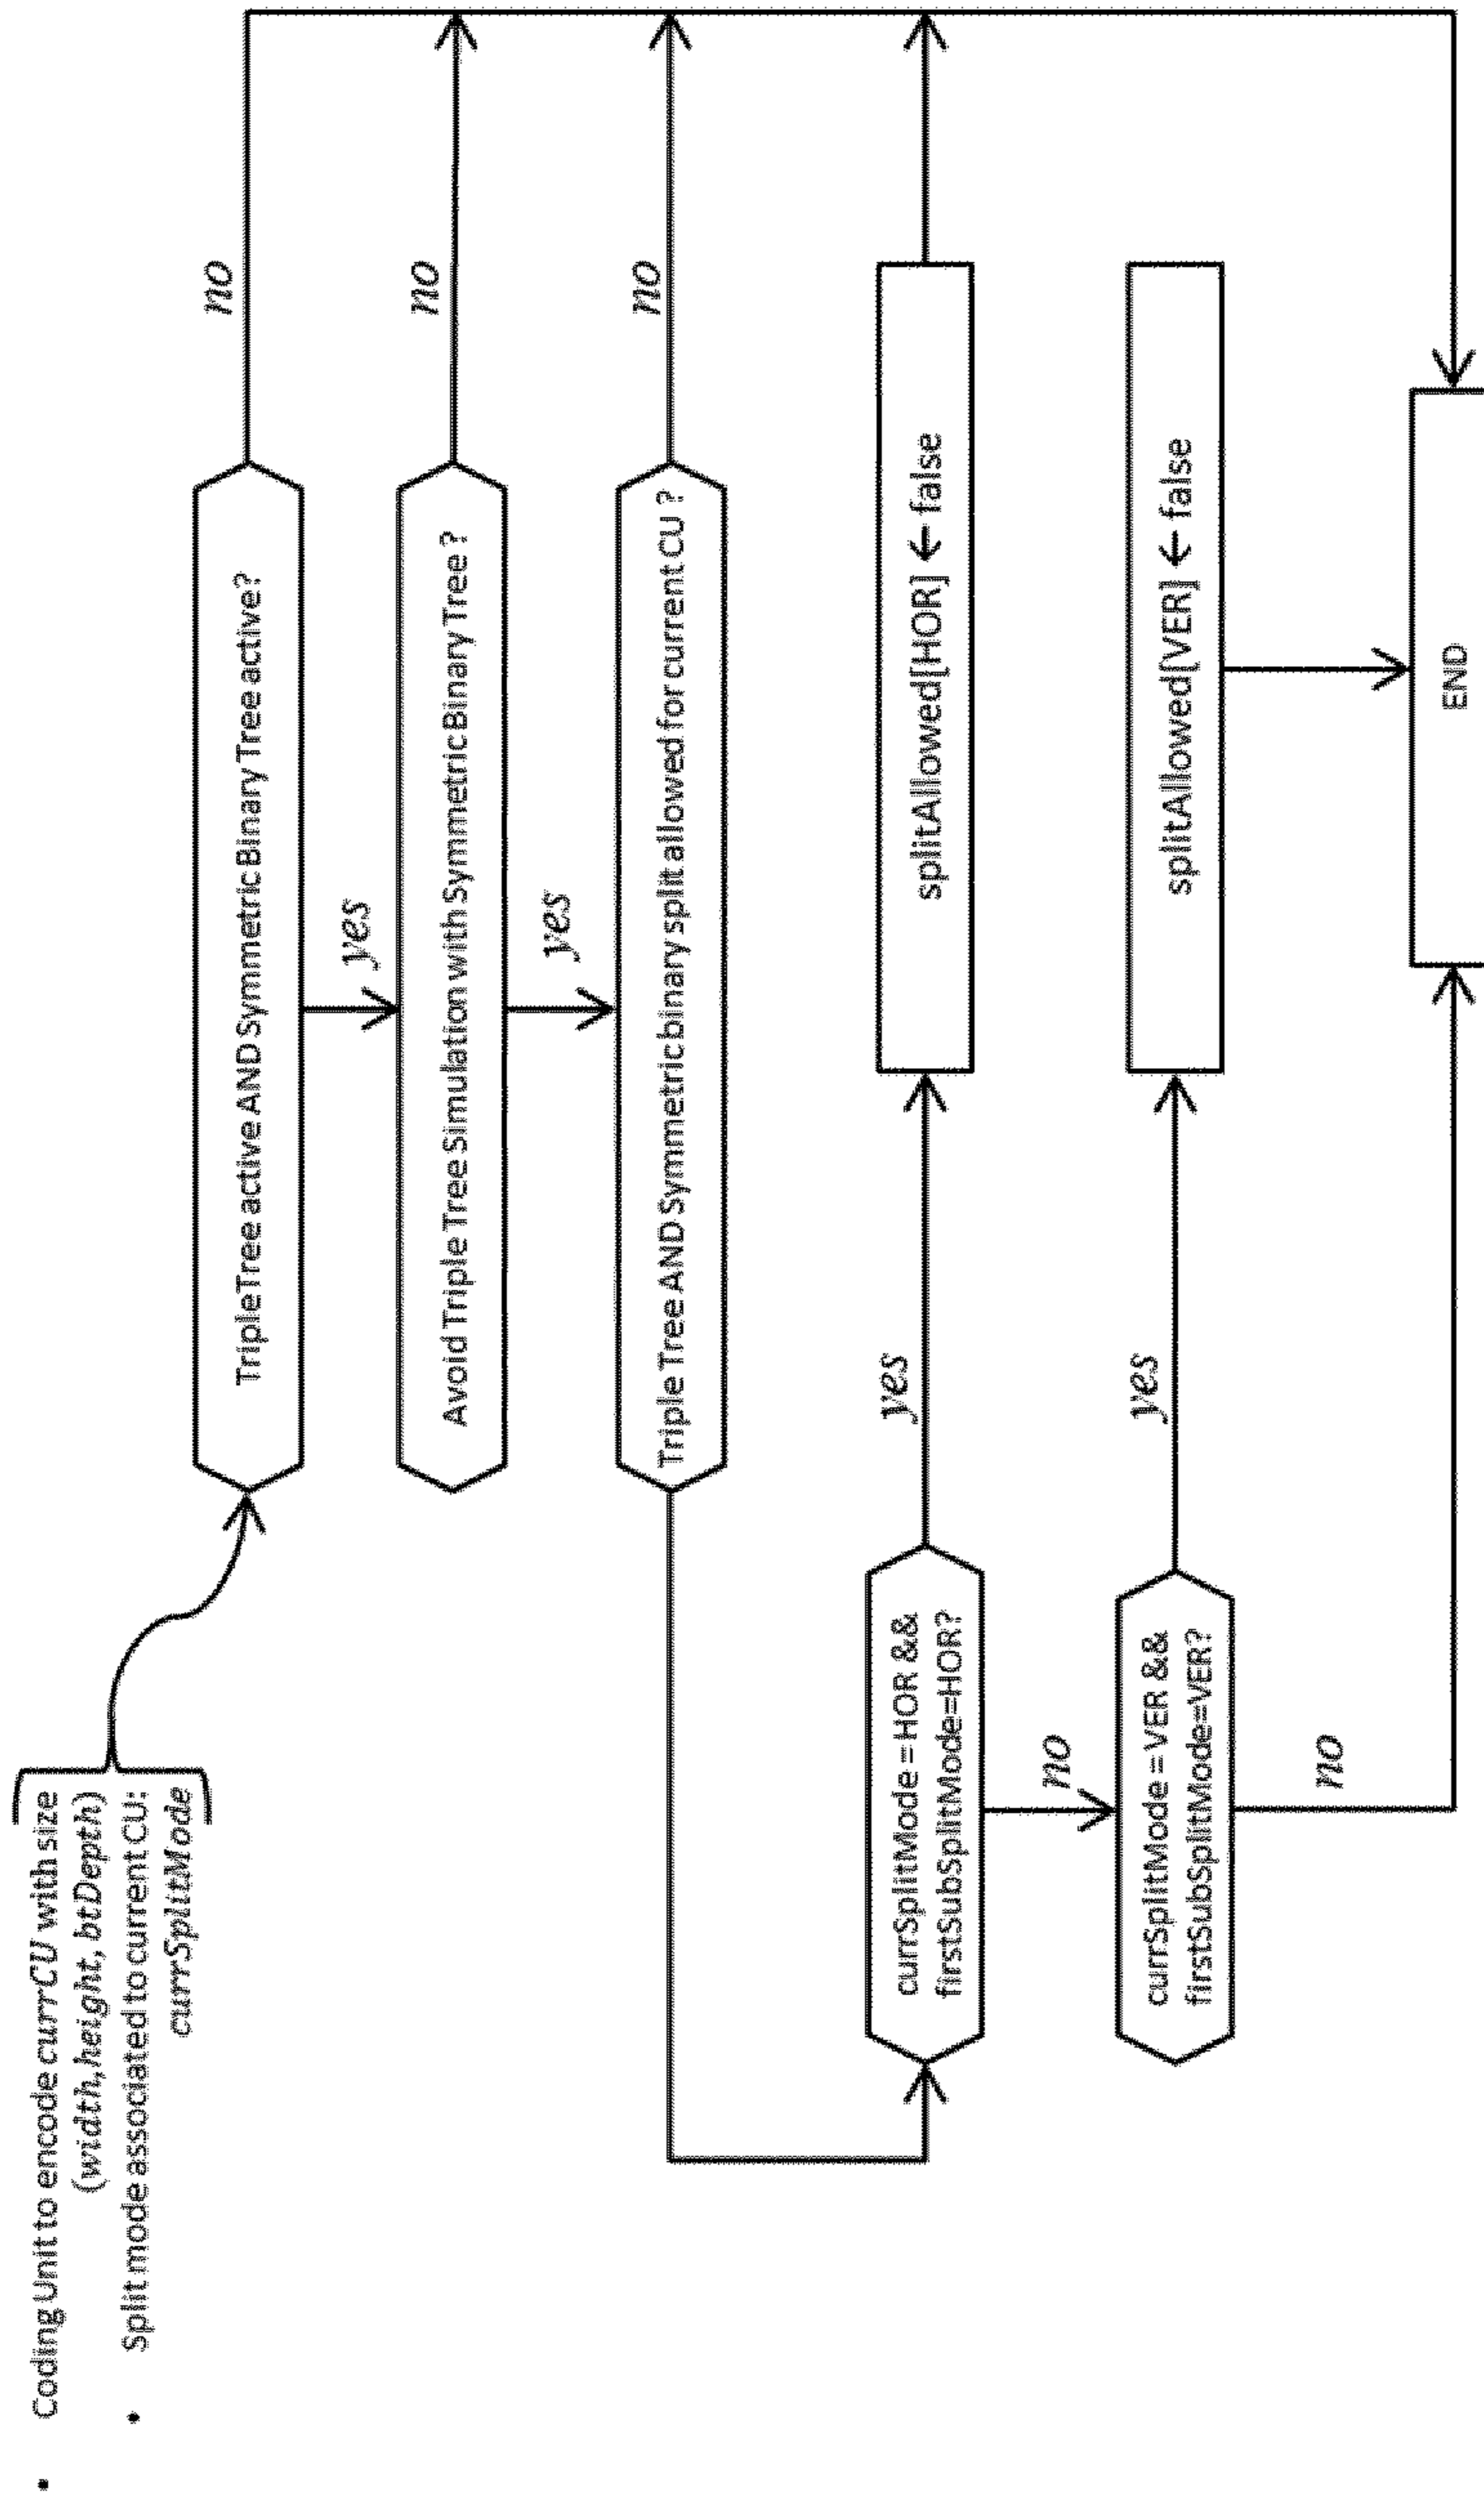 • Coding Unit to encode currCU with size
(width, height, btDepth)
• Split mode associated to current CU:
currSplitMode
Triple Tree active AND Symmetric Binary Tree active?
no
yes
Avoid Triple Tree Simulation with Symmetric Binary Tree ?
no
yes
Triple Tree AND Symmetric binary split allowed for current CU ?
no
currSplitMode = HOR &&
firstSubSplitMode=HOR?
yes
splitAllowed[HOR] ← false
no
currSplitMode = VER &&
firstSubSplitMode=VER?
yes
splitAllowed[VER] ← false
no
END